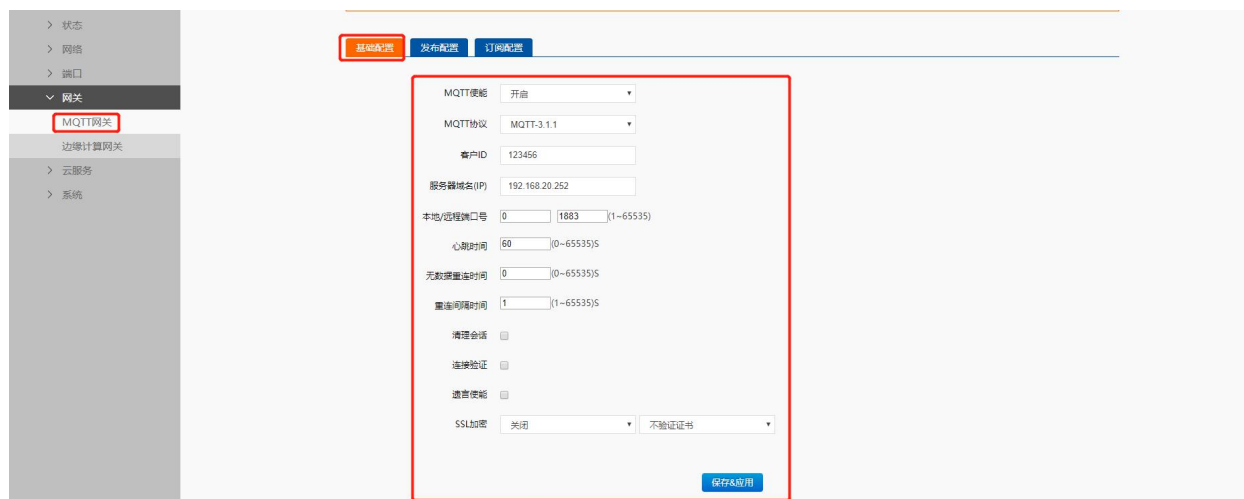 状态
网络
端口
网关
MQTT网关
边缘计算网关
云服务
系统
基础配置 发布配置 订阅配置
MQTT使能 开启
MQTT协议 MQTT-3.1.1
客户ID 123456
服务器域名(IP) 192.168.20.252
本地/远程端口号 0 1883 (1~65535)
心跳时间 60 (0~65535)S
无数据重连时间 0 (0~65535)S
重连间隔时间 1 (1~65535)S
清理会话
连接验证
遗言使能
SSL加密 关闭 不验证证书
保存&应用